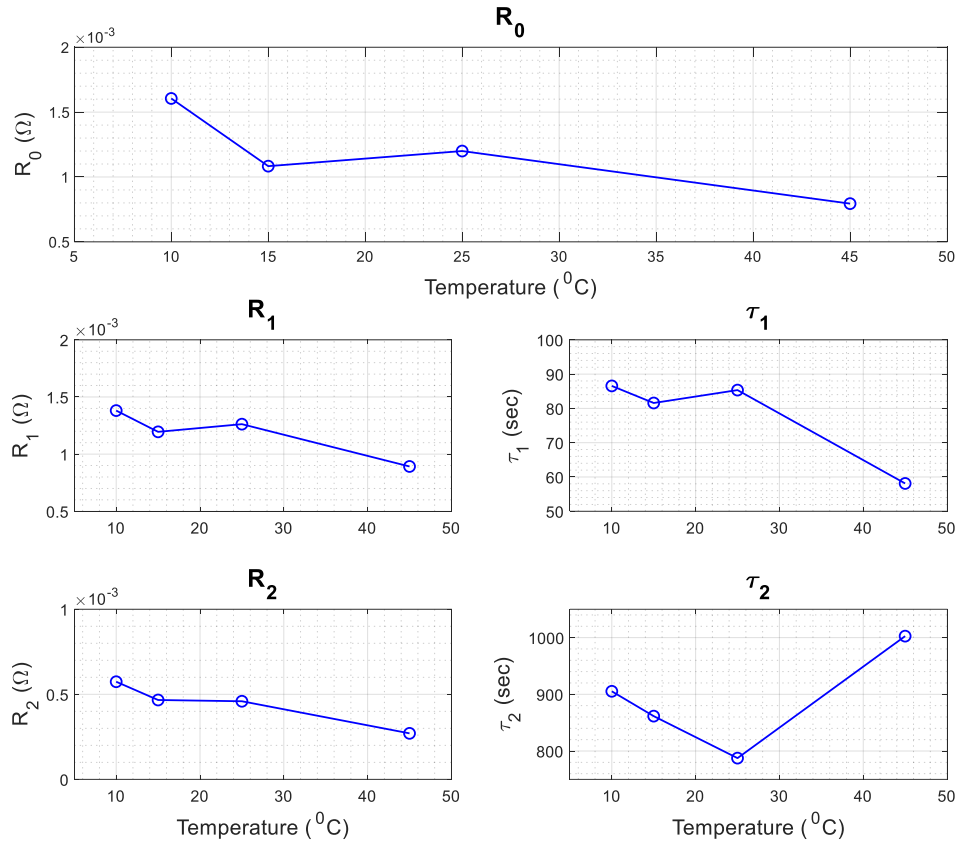 R₀
×10⁻³
2
1.5
1
0.5
R₀ (Ω)
5 10 15 20 25 30 35 40 45 50
Temperature (⁰C)
R₁
×10⁻³
2
1.5
1
0.5
R₁ (Ω)
10 20 30 40 50
τ₁
100
90
80
70
60
50
τ₁ (sec)
10 20 30 40 50
R₂
×10⁻³
1
0.5
0
R₂ (Ω)
10 20 30 40 50
Temperature (⁰C)
τ₂
1000
900
800
τ₂ (sec)
10 20 30 40 50
Temperature (⁰C)